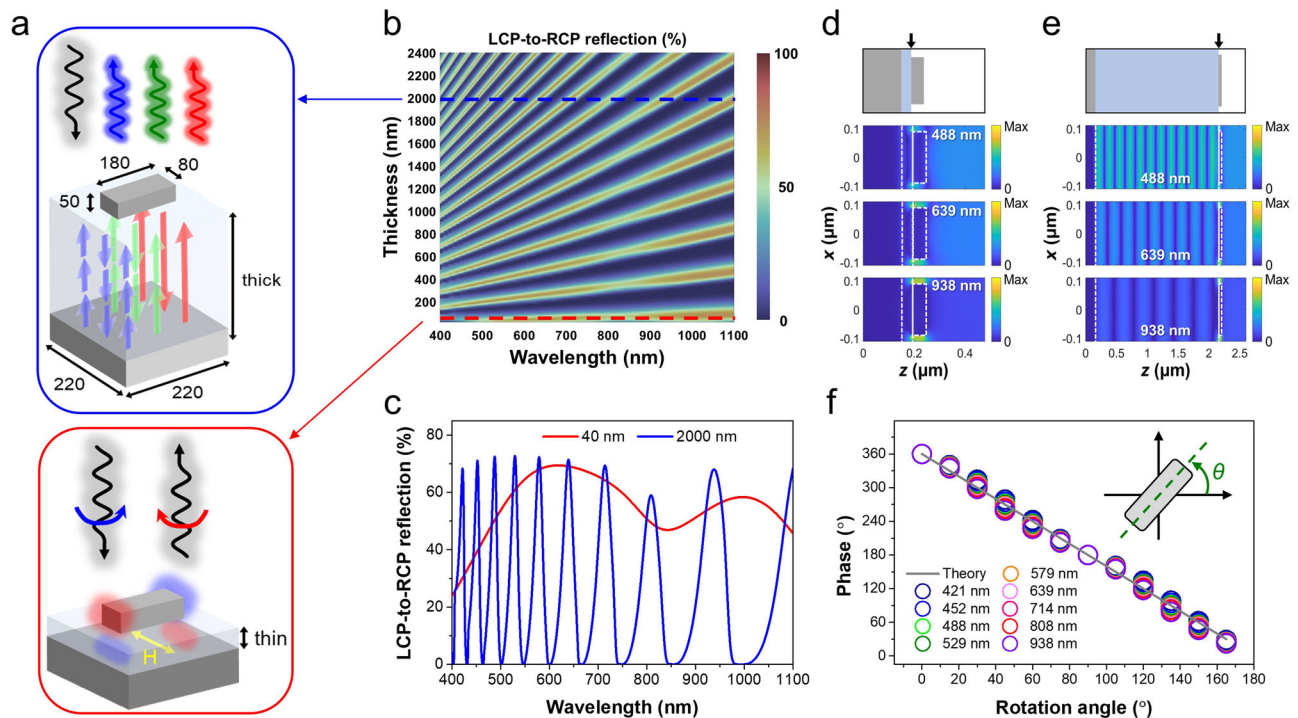 a
180
80
50
thick
220
220
thin
H
b
LCP-to-RCP reflection (%)
2400
2200
2000
1800
1600
1400
1200
1000
800
600
400
200
Thickness (nm)
400 500 600 700 800 900 1000 1100
Wavelength (nm)
100
50
0
c
LCP-to-RCP reflection (%)
80
60
40
20
0
40 nm
2000 nm
400 500 600 700 800 900 1000 1100
Wavelength (nm)
d
0.1
0
-0.1
488 nm
Max
0
0.1
0
-0.1
639 nm
Max
0
0.1
0
-0.1
938 nm
Max
0
x (μm)
0 0.2 0.4
z (μm)
e
0.1
0
-0.1
488 nm
Max
0
0.1
0
-0.1
639 nm
Max
0
0.1
0
-0.1
938 nm
Max
0
0 0.5 1 1.5 2 2.5
z (μm)
f
360
300
240
180
120
60
0
Phase (°)
θ
Theory
421 nm
452 nm
488 nm
529 nm
579 nm
639 nm
714 nm
808 nm
938 nm
0 20 40 60 80 100 120 140 160 180
Rotation angle (°)